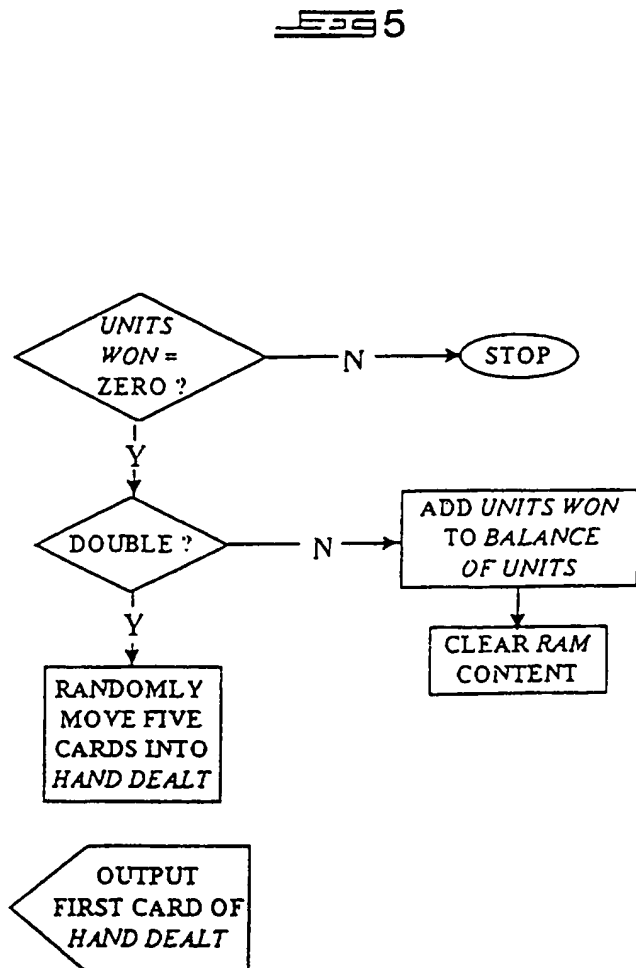 FIG 5
UNITS
WON =
ZERO ?
N
STOP
Y
DOUBLE ?
N
ADD UNITS WON
TO BALANCE
OF UNITS
Y
CLEAR RAM
CONTENT
RANDOMLY
MOVE FIVE
CARDS INTO
HAND DEALT
OUTPUT
FIRST CARD OF
HAND DEALT